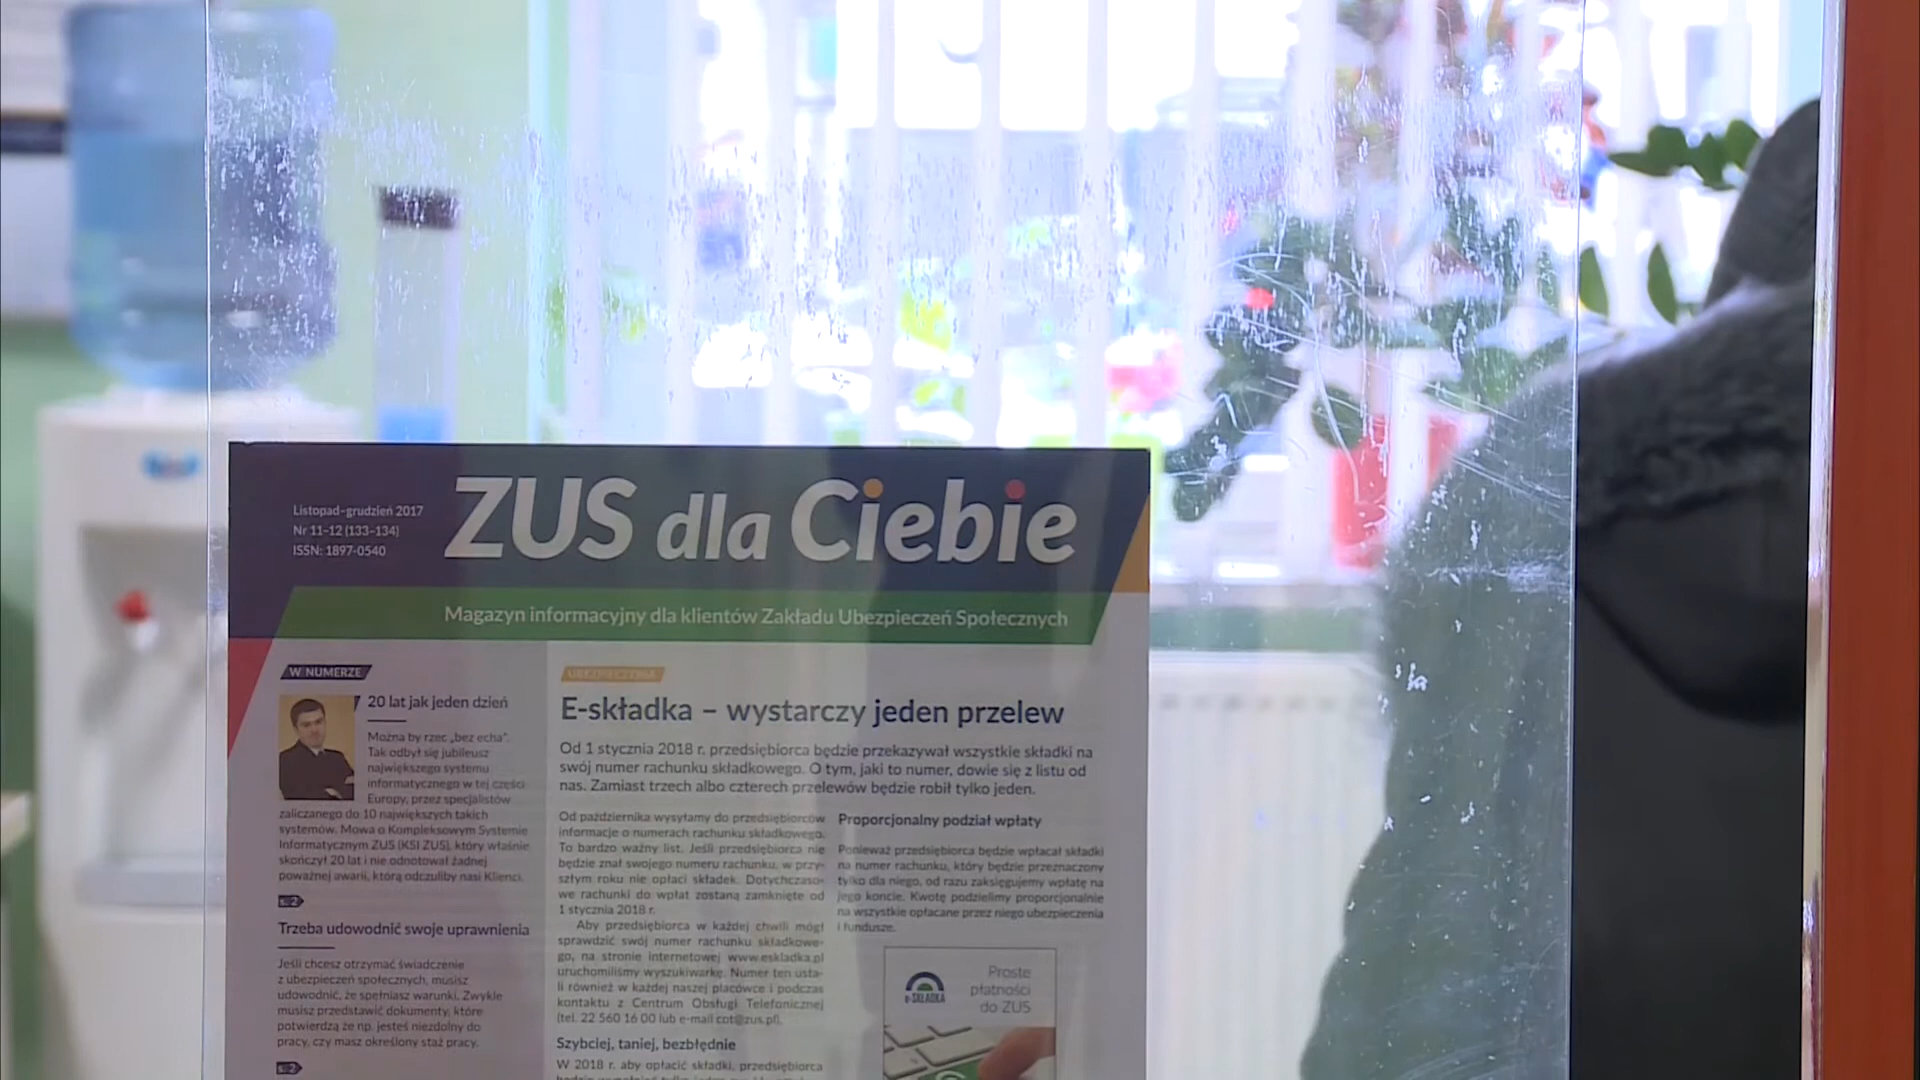 Listopad–grudzień 2017
Nr 11–12 (133–134)
ISSN: 1897-0540
ZUS dla Ciebie
Magazyn informacyjny dla klientów Zakładu Ubezpieczeń Społecznych
W NUMERZE
20 lat jak jeden dzień
Można by rzec „bez echa”.
Tak odbył się jubileusz
największego systemu
informatycznego w tej części
Europy, przez specjalistów
zaliczanego do 10 największych takich
systemów. Mowa o Kompleksowym Systemie
Informatycznym ZUS (KSI ZUS), który właśnie
skończył 20 lat i nie odnotował żadnej
poważnej awarii, którą odczuliby nasi Klienci.
Trzeba udowodnić swoje uprawnienia
Jeśli chcesz otrzymać świadczenie
z ubezpieczeń społecznych, musisz
udowodnić, że spełniasz warunki. Zwykle
musisz przedstawić dokumenty, które
potwierdzą że np. jesteś niezdolny do
pracy, czy masz określony staż pracy.
UBEZPIECZENIA
E-składka – wystarczy jeden przelew
Od 1 stycznia 2018 r. przedsiębiorca będzie przekazywał wszystkie składki na
swój numer rachunku składkowego. O tym, jaki to numer, dowie się z listu od
nas. Zamiast trzech albo czterech przelewów będzie robił tylko jeden.
Od października wysyłamy do przedsiębiorców
informacje o numerach rachunku składkowego.
To bardzo ważny list. Jeśli przedsiębiorca nie
będzie znał swojego numeru rachunku, w przy-
szłym roku nie opłaci składek. Dotychczaso-
we rachunki do wpłat zostaną zamknięte od
1 stycznia 2018 r.
Aby przedsiębiorca w każdej chwili mógł
sprawdzić swój numer rachunku składkowe-
go, na stronie internetowej www.eskladka.pl
uruchomiliśmy wyszukiwarkę. Numer ten usta-
li również w każdej naszej placówce i podczas
kontaktu z Centrum Obsługi Telefonicznej
(tel. 22 560 16 00 lub e-mail cot@zus.pl).
Szybciej, taniej, bezbłędnie
W 2018 r. aby opłacić składki, przedsiębiorca
Proporcjonalny podział wpłaty
Ponieważ przedsiębiorca będzie wpłacał składki
na numer rachunku, który będzie przeznaczony
tylko dla niego, od razu zaksięgujemy wpłatę na
jego koncie. Kwotę podzielimy proporcjonalnie
na wszystkie opłacane przez niego ubezpieczenia
i fundusze.
e-SKŁADKA
Proste
płatności
do ZUS